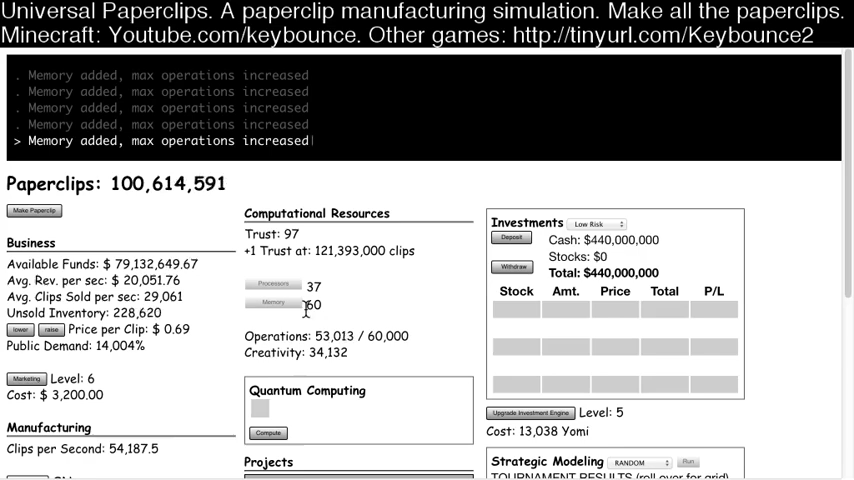 Universal Paperclips. A paperclip manufacturing simulation. Make all the paperclips.
Minecraft: Youtube.com/keybounce. Other games: http://tinyurl.com/Keybounce2
. Memory added, max operations increased
. Memory added, max operations increased
. Memory added, max operations increased
. Memory added, max operations increased
> Memory added, max operations increased
Paperclips: 100,614,591
Make Paperclip
Business
Available Funds: $ 79,132,649.67
Avg. Rev. per sec: $ 20,051.76
Avg. Clips Sold per sec: 29,061
Unsold Inventory: 228,620
lower raise Price per Clip: $ 0.69
Public Demand: 14,004%
Marketing Level: 6
Cost: $ 3,200.00
Manufacturing
Clips per Second: 54,187.5
Computational Resources
Trust: 97
+1 Trust at: 121,393,000 clips
Processors 37
Memory 60
Operations: 53,013 / 60,000
Creativity: 34,132
Quantum Computing
Compute
Projects
Investments Low Risk
Deposit Cash: $440,000,000
Stocks: $0
Withdraw Total: $440,000,000
Stock Amt. Price Total P/L
Upgrade Investment Engine Level: 5
Cost: 13,038 Yomi
Strategic Modeling RANDOM Run
TOURNAMENT RESULTS (roll over for grid)